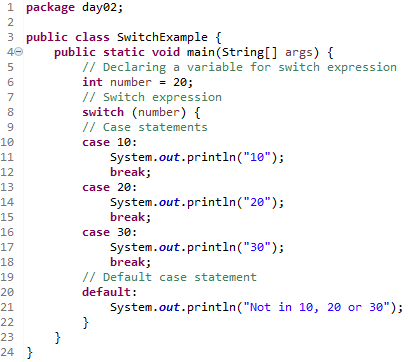 1 package day02;
2
3 public class SwitchExample {
4 public static void main(String[] args) {
5 // Declaring a variable for switch expression
6 int number = 20;
7 // Switch expression
8 switch (number) {
9 // Case statements
10 case 10:
11 System.out.println("10");
12 break;
13 case 20:
14 System.out.println("20");
15 break;
16 case 30:
17 System.out.println("30");
18 break;
19 // Default case statement
20 default:
21 System.out.println("Not in 10, 20 or 30");
22 }
23 }
24 }